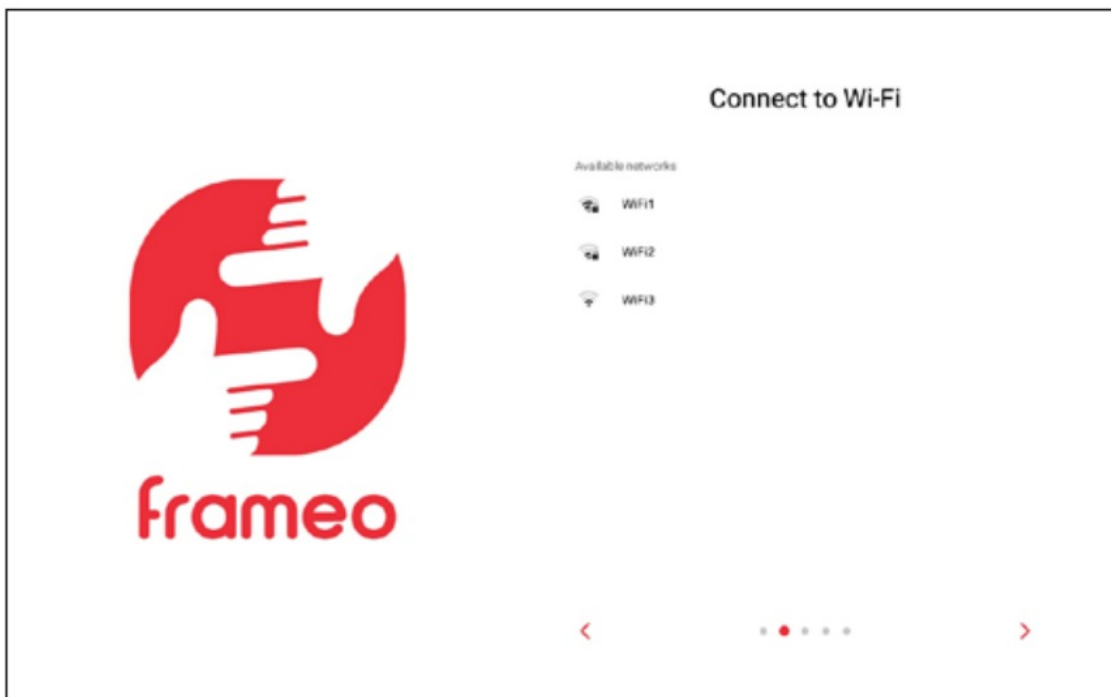 Connect to Wi-Fi
Available networks
WiFi1
WiFi2
WiFi3
frameo